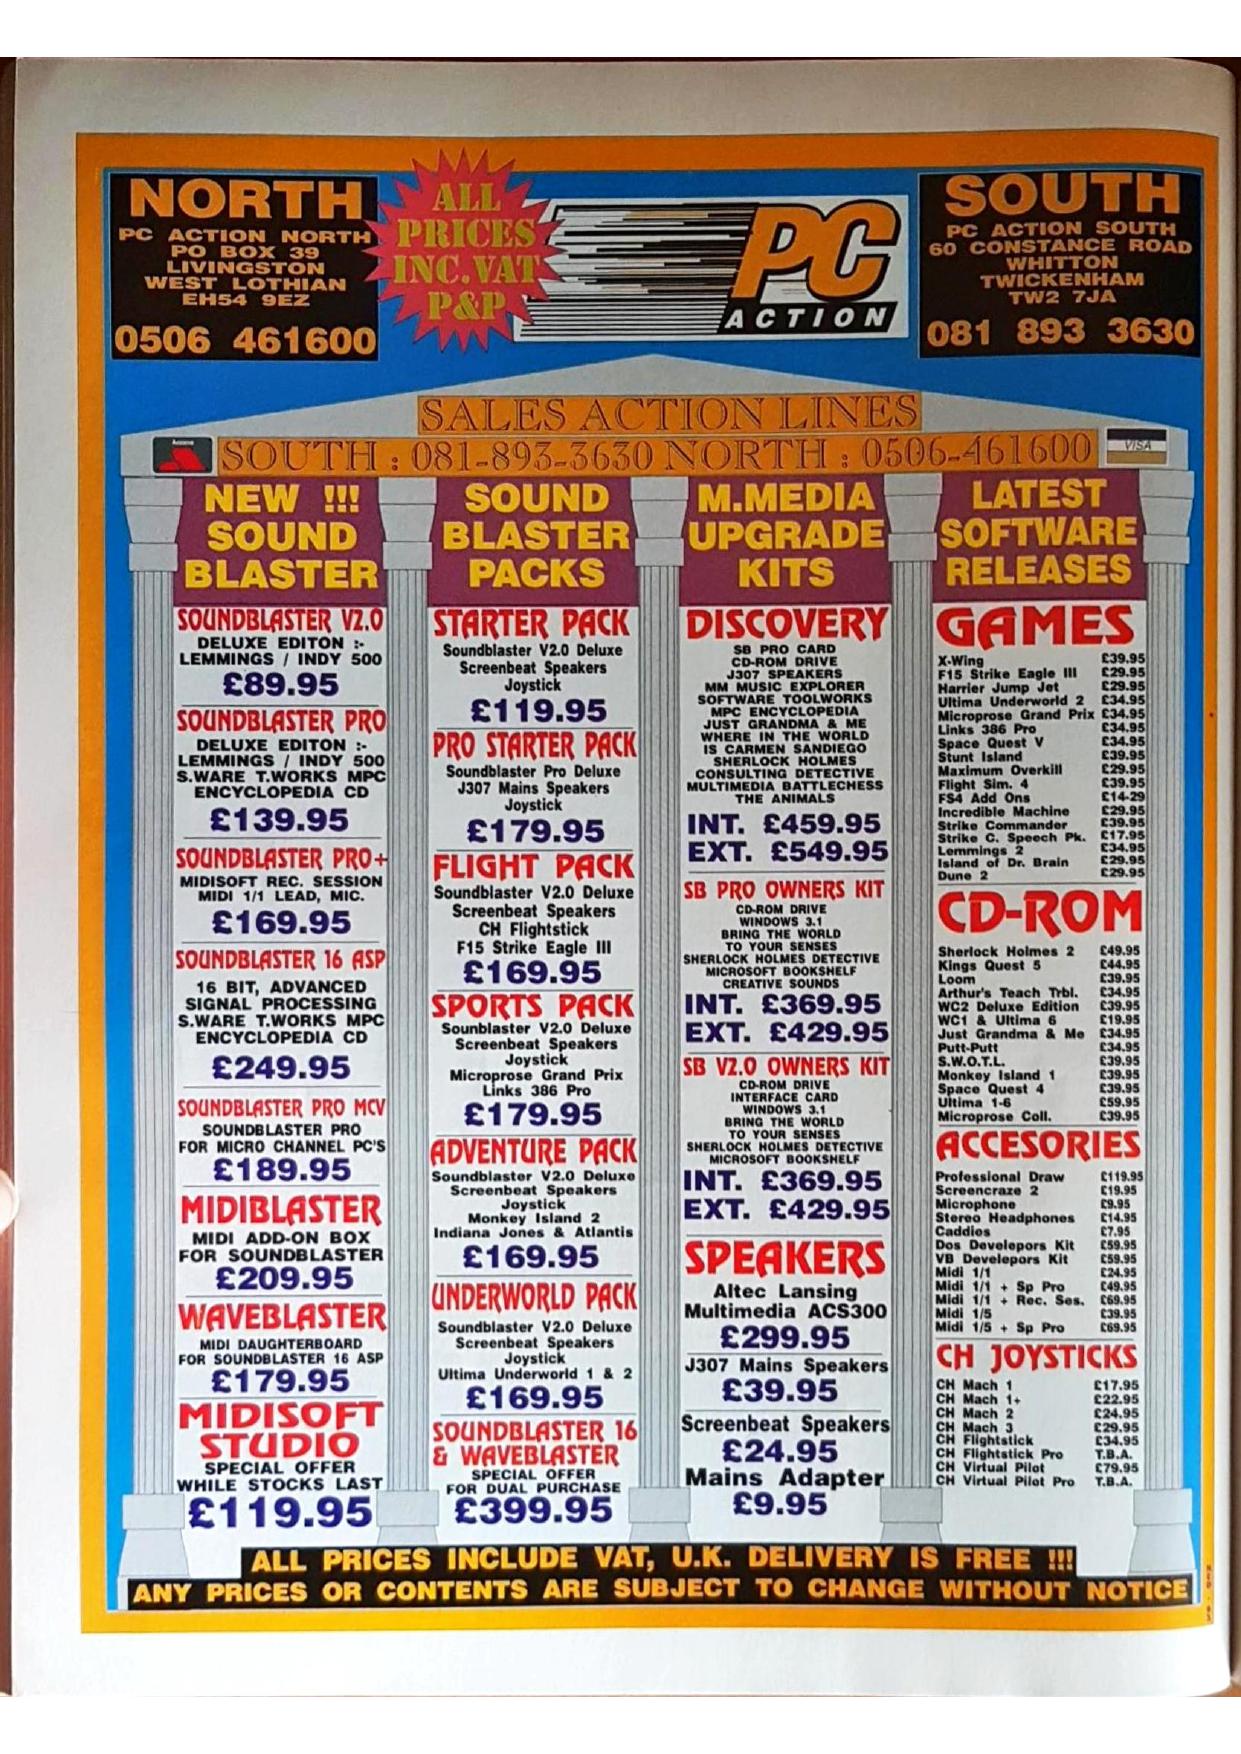 NORTH
PC ACTION NORTH
PO BOX 39
LIVINGSTON
WEST LOTHIAN
EH54 9EZ
0506 461600
ALL
PRICES
INC.VAT
P&P
PC
ACTION
SOUTH
PC ACTION SOUTH
60 CONSTANCE ROAD
WHITTON
TWICKENHAM
TW2 7JA
081 893 3630
SALES ACTION LINES
SOUTH : 081-893-3630 NORTH : 0506-461600
VISA
NEW !!!
SOUND
BLASTER
SOUNDBLASTER V2.0
DELUXE EDITON :-
LEMMINGS / INDY 500
£89.95
SOUNDBLASTER PRO
DELUXE EDITON :-
LEMMINGS / INDY 500
S.WARE T.WORKS MPC
ENCYCLOPEDIA CD
£139.95
SOUNDBLASTER PRO+
MIDISOFT REC. SESSION
MIDI 1/1 LEAD, MIC.
£169.95
SOUNDBLASTER 16 ASP
16 BIT, ADVANCED
SIGNAL PROCESSING
S.WARE T.WORKS MPC
ENCYCLOPEDIA CD
£249.95
SOUNDBLASTER PRO MCV
SOUNDBLASTER PRO
FOR MICRO CHANNEL PC'S
£189.95
MIDIBLASTER
MIDI ADD-ON BOX
FOR SOUNDBLASTER
£209.95
WAVEBLASTER
MIDI DAUGHTERBOARD
FOR SOUNDBLASTER 16 ASP
£179.95
MIDISOFT
STUDIO
SPECIAL OFFER
WHILE STOCKS LAST
£119.95
SOUND
BLASTER
PACKS
STARTER PACK
Soundblaster V2.0 Deluxe
Screenbeat Speakers
Joystick
£119.95
PRO STARTER PACK
Soundblaster Pro Deluxe
J307 Mains Speakers
Joystick
£179.95
FLIGHT PACK
Soundblaster V2.0 Deluxe
Screenbeat Speakers
CH Flightstick
F15 Strike Eagle III
£169.95
SPORTS PACK
Sounblaster V2.0 Deluxe
Screenbeat Speakers
Joystick
Microprose Grand Prix
Links 386 Pro
£179.95
ADVENTURE PACK
Soundblaster V2.0 Deluxe
Screenbeat Speakers
Joystick
Monkey Island 2
Indiana Jones & Atlantis
£169.95
UNDERWORLD PACK
Soundblaster V2.0 Deluxe
Screenbeat Speakers
Joystick
Ultima Underworld 1 & 2
£169.95
SOUNDBLASTER 16
& WAVEBLASTER
SPECIAL OFFER
FOR DUAL PURCHASE
£399.95
M.MEDIA
UPGRADE
KITS
DISCOVERY
SB PRO CARD
CD-ROM DRIVE
J307 SPEAKERS
MM MUSIC EXPLORER
SOFTWARE TOOLWORKS
MPC ENCYCLOPEDIA
JUST GRANDMA & ME
WHERE IN THE WORLD
IS CARMEN SANDIEGO
SHERLOCK HOLMES
CONSULTING DETECTIVE
MULTIMEDIA BATTLECHESS
THE ANIMALS
INT. £459.95
EXT. £549.95
SB PRO OWNERS KIT
CD-ROM DRIVE
WINDOWS 3.1
BRING THE WORLD
TO YOUR SENSES
SHERLOCK HOLMES DETECTIVE
MICROSOFT BOOKSHELF
CREATIVE SOUNDS
INT. £369.95
EXT. £429.95
SB V2.0 OWNERS KIT
CD-ROM DRIVE
INTERFACE CARD
WINDOWS 3.1
BRING THE WORLD
TO YOUR SENSES
SHERLOCK HOLMES DETECTIVE
MICROSOFT BOOKSHELF
INT. £369.95
EXT. £429.95
SPEAKERS
Altec Lansing
Multimedia ACS300
£299.95
J307 Mains Speakers
£39.95
Screenbeat Speakers
£24.95
Mains Adapter
£9.95
LATEST
SOFTWARE
RELEASES
GAMES
X-Wing £39.95
F15 Strike Eagle III £29.95
Harrier Jump Jet £29.95
Ultima Underworld 2 £34.95
Microprose Grand Prix £34.95
Links 386 Pro £34.95
Space Quest V £34.95
Stunt Island £39.95
Maximum Overkill £29.95
Flight Sim. 4 £39.95
FS4 Add Ons £14-29
Incredible Machine £29.95
Strike Commander £39.95
Strike C. Speech Pk. £17.95
Lemmings 2 £34.95
Island of Dr. Brain £29.95
Dune 2 £29.95
CD-ROM
Sherlock Holmes 2 £49.95
Kings Quest 5 £44.95
Loom £39.95
Arthur's Teach Trbl. £34.95
WC2 Deluxe Edition £39.95
WC1 & Ultima 6 £19.95
Just Grandma & Me £34.95
Putt-Putt £34.95
S.W.O.T.L. £39.95
Monkey Island 1 £39.95
Space Quest 4 £39.95
Ultima 1-6 £59.95
Microprose Coll. £39.95
ACCESORIES
Professional Draw £119.95
Screencraze 2 £19.95
Microphone £9.95
Stereo Headphones £14.95
Caddies £7.95
Dos Develepors Kit £59.95
VB Develepors Kit £59.95
Midi 1/1 £24.95
Midi 1/1 + Sp Pro £49.95
Midi 1/1 + Rec. Ses. £69.95
Midi 1/5 £39.95
Midi 1/5 + Sp Pro £69.95
CH JOYSTICKS
CH Mach 1 £17.95
CH Mach 1+ £22.95
CH Mach 2 £24.95
CH Mach 3 £29.95
CH Flightstick £34.95
CH Flightstick Pro T.B.A.
CH Virtual Pilot £79.95
CH Virtual Pilot Pro T.B.A.
ALL PRICES INCLUDE VAT, U.K. DELIVERY IS FREE !!!
ANY PRICES OR CONTENTS ARE SUBJECT TO CHANGE WITHOUT NOTICE